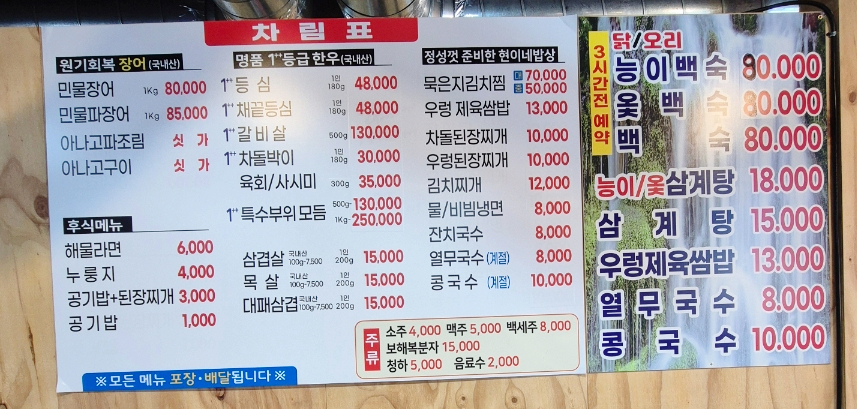 차림표
원기회복 장어(국내산)
민물장어 1Kg 80,000
민물파장어 1Kg 85,000
아나고파조림 싯가
아나고구이 싯가
후식메뉴
해물라면 6,000
누룽지 4,000
공기밥+된장찌개 3,000
공기밥 1,000
※모든 메뉴 포장·배달됩니다※
명품 1++등급 한우(국내산)
1++등심 1인 180g 48,000
1++채끝등심 1인 180g 48,000
1++갈비살 500g 130,000
1++차돌박이 1인 180g 30,000
육회/사시미 300g 35,000
1++특수부위 모듬 500g- 130,000
1Kg- 250,000
삼겹살 국내산 100g-7,500 1인 200g 15,000
목살 국내산 100g-7,500 1인 200g 15,000
대패삼겹 국내산 100g-7,500 1인 200g 15,000
정성껏 준비한 현이네밥상
묵은지김치찜 대 70,000
중 50,000
우렁 제육쌈밥 13,000
차돌된장찌개 10,000
우렁된장찌개 10,000
김치찌개 12,000
물/비빔냉면 8,000
잔치국수 8,000
열무국수 (계절) 8,000
콩국수 (계절) 10,000
주류
소주 4,000 맥주 5,000 백세주 8,000
보해복분자 15,000
청하 5,000 음료수 2,000
3시간전 예약
닭/오리
능이백숙 80.000
옻백숙 80.000
백숙 80.000
능이/옻삼계탕 18.000
삼계탕 15.000
우렁제육쌈밥 13.000
열무국수 8.000
콩국수 10.000